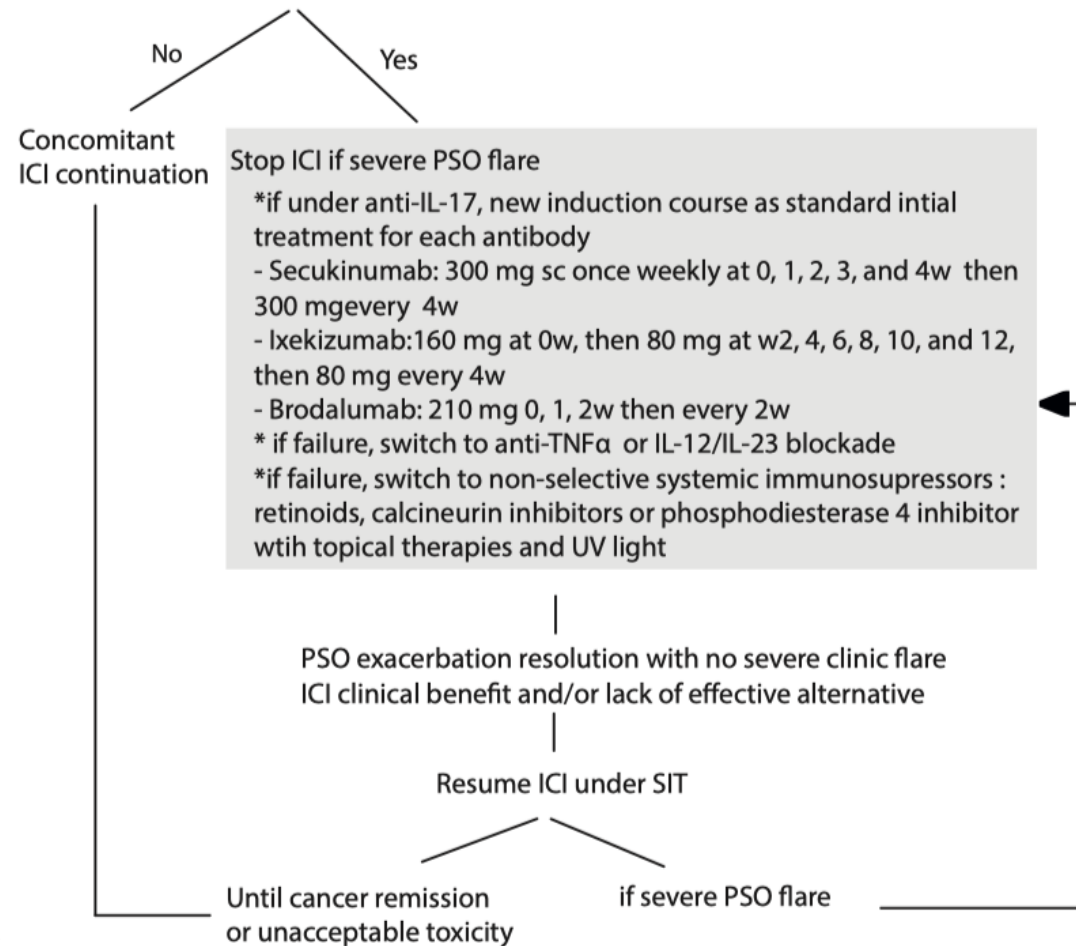 No
Yes
Concomitant
ICI continuation
Stop ICI if severe PSO flare
*if under anti-IL-17, new induction course as standard intial
treatment for each antibody
- Secukinumab: 300 mg sc once weekly at 0, 1, 2, 3, and 4w then
300 mgevery 4w
- Ixekizumab:160 mg at 0w, then 80 mg at w2, 4, 6, 8, 10, and 12,
then 80 mg every 4w
- Brodalumab: 210 mg 0, 1, 2w then every 2w
* if failure, switch to anti-TNFα or IL-12/IL-23 blockade
*if failure, switch to non-selective systemic immunosupressors :
retinoids, calcineurin inhibitors or phosphodiesterase 4 inhibitor
wtih topical therapies and UV light
PSO exacerbation resolution with no severe clinic flare
ICI clinical benefit and/or lack of effective alternative
Resume ICI under SIT
Until cancer remission
or unacceptable toxicity
if severe PSO flare